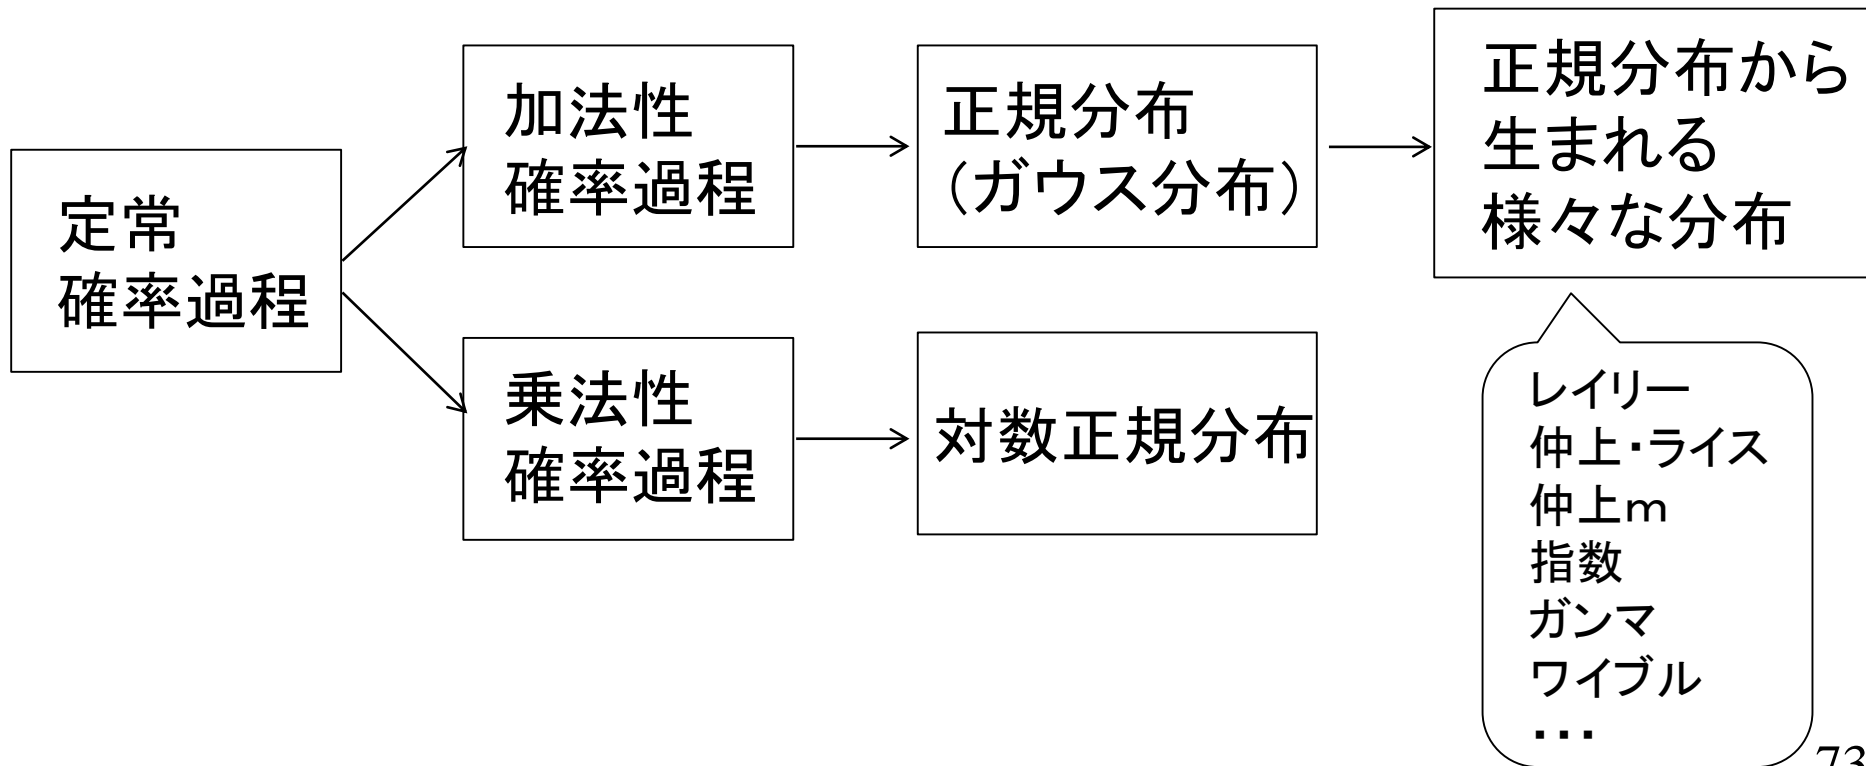 定常
確率過程
加法性
確率過程
正規分布
(ガウス分布)
正規分布から
生まれる
様々な分布
乗法性
確率過程
対数正規分布
レイリー
仲上・ライス
仲上m
指数
ガンマ
ワイブル
・・・
73